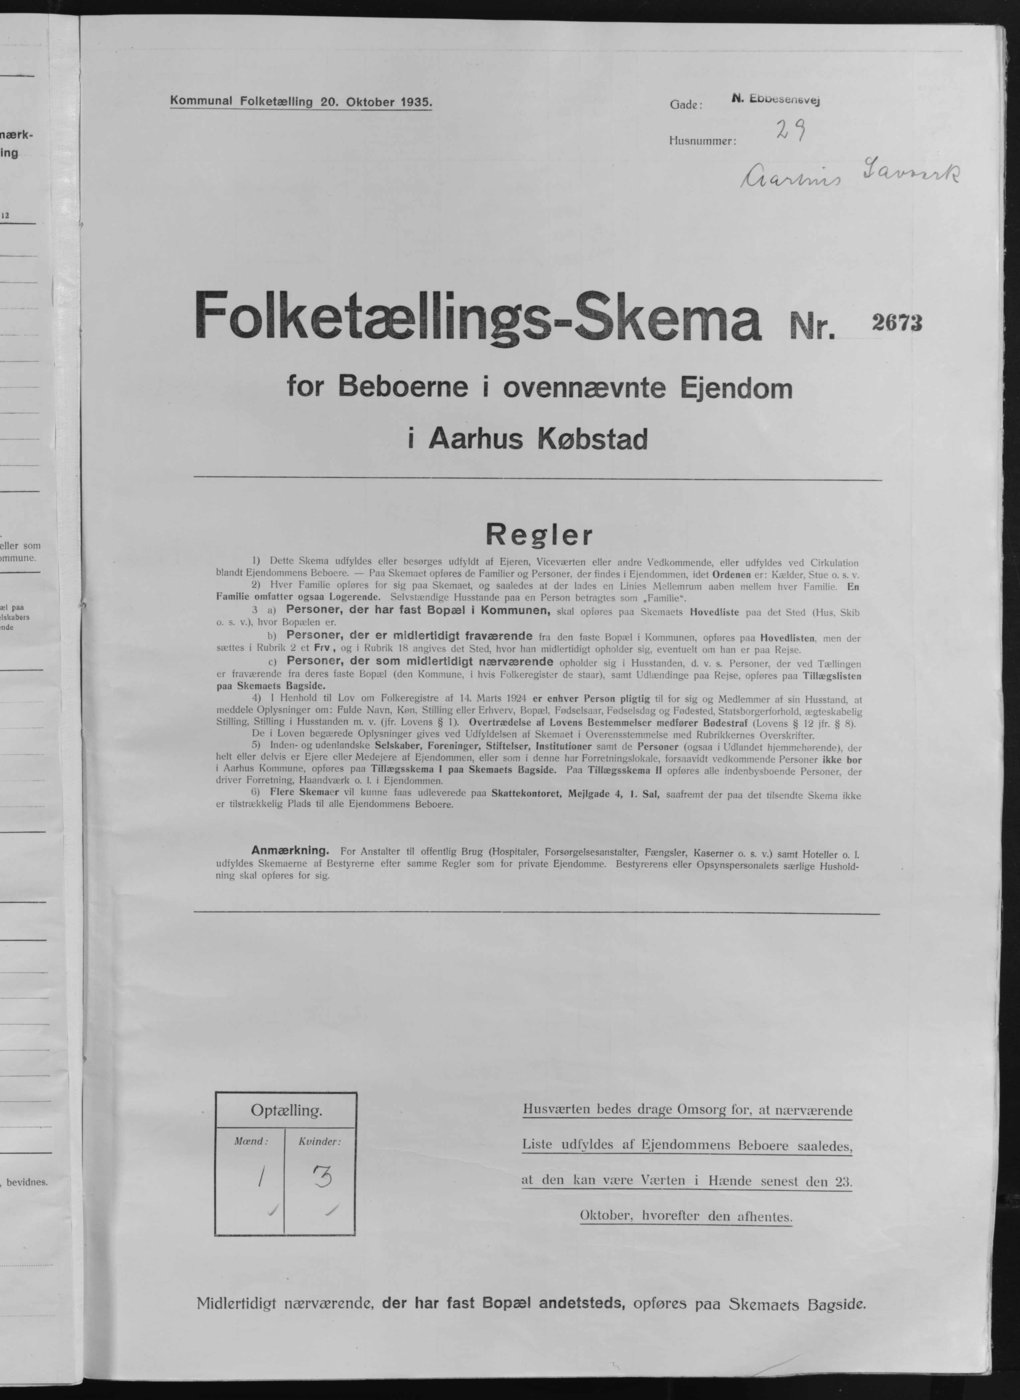 mærk-
ing
12
eller som
ommune.
æl paa
elskabers
nde
, bevidnes.
Kommunal Folketælling 20. Oktober 1935.
Gade: N. Ebbesensvej
Husnummer: 29
Aarhus Savværk
Folketællings-Skema Nr. 2673
for Beboerne i ovennævnte Ejendom
i Aarhus Købstad
Regler
1) Dette Skema udfyldes eller besørges udfyldt af Ejeren, Viceværten eller andre Vedkommende, eller udfyldes ved Cirkulation
blandt Ejendommens Beboere. — Paa Skemaet opføres de Familier og Personer, der findes i Ejendommen, idet Ordenen er: Kælder, Stue o. s. v.
2) Hver Familie opføres for sig paa Skemaet, og saaledes at der lades en Linies Mellemrum aaben mellem hver Familie. En
Familie omfatter ogsaa Logerende. Selvstændige Husstande paa en Person betragtes som „Familie".
3 a) Personer, der har fast Bopæl i Kommunen, skal opføres paa Skemaets Hovedliste paa det Sted (Hus, Skib
o. s. v.), hvor Bopælen er.
b) Personer, der er midlertidigt fraværende fra den faste Bopæl i Kommunen, opføres paa Hovedlisten, men der
sættes i Rubrik 2 et Frv., og i Rubrik 18 angives det Sted, hvor han midlertidigt opholder sig, eventuelt om han er paa Rejse.
c) Personer, der som midlertidigt nærværende opholder sig i Husstanden, d. v. s. Personer, der ved Tællingen
er fraværende fra deres faste Bopæl (den Kommune, i hvis Folkeregister de staar), samt Udlændinge paa Rejse, opføres paa Tillægslisten
paa Skemaets Bagside.
4) I Henhold til Lov om Folkeregistre af 14. Marts 1924 er enhver Person pligtig til for sig og Medlemmer af sin Husstand, at
meddele Oplysninger om: Fulde Navn, Køn, Stilling eller Erhverv, Bopæl, Fødselsaar, Fødselsdag og Fødested, Statsborgerforhold, ægteskabelig
Stilling, Stilling i Husstanden m. v. (jfr. Lovens § 1). Overtrædelse af Lovens Bestemmelser medfører Bødestraf (Lovens § 12 jfr. § 8).
De i Loven begærede Oplysninger gives ved Udfyldelsen af Skemaet i Overensstemmelse med Rubrikkernes Overskrifter.
5) Inden- og udenlandske Selskaber, Foreninger, Stiftelser, Institutioner samt de Personer (ogsaa i Udlandet hjemmehørende), der
helt eller delvis er Ejere eller Medejere af Ejendommen, eller som i denne har Forretningslokale, forsaavidt vedkommende Personer ikke bor
i Aarhus Kommune, opføres paa Tillægsskema I paa Skemaets Bagside. Paa Tillægsskema II opføres alle indenbysboende Personer, der
driver Forretning, Haandværk o. l. i Ejendommen.
6) Flere Skemaer vil kunne faas udleverede paa Skattekontoret, Mejlgade 4, 1. Sal, saafremt der paa det tilsendte Skema ikke
er tilstrækkelig Plads til alle Ejendommens Beboere.
Anmærkning. For Anstalter til offentlig Brug (Hospitaler, Forsørgelsesanstalter, Fængsler, Kaserner o. s. v.) samt Hoteller o. l.
udfyldes Skemaerne af Bestyrerne efter samme Regler som for private Ejendomme. Bestyrerens eller Opsynspersonalets særlige Hushold-
ning skal opføres for sig.
Optælling.
Mænd: Kvinder:
1 3
Husværten bedes drage Omsorg for, at nærværende
Liste udfyldes af Ejendommens Beboere saaledes,
at den kan være Værten i Hænde senest den 23.
Oktober, hvorefter den afhentes.
Midlertidigt nærværende, der har fast Bopæl andetsteds, opføres paa Skemaets Bagside.